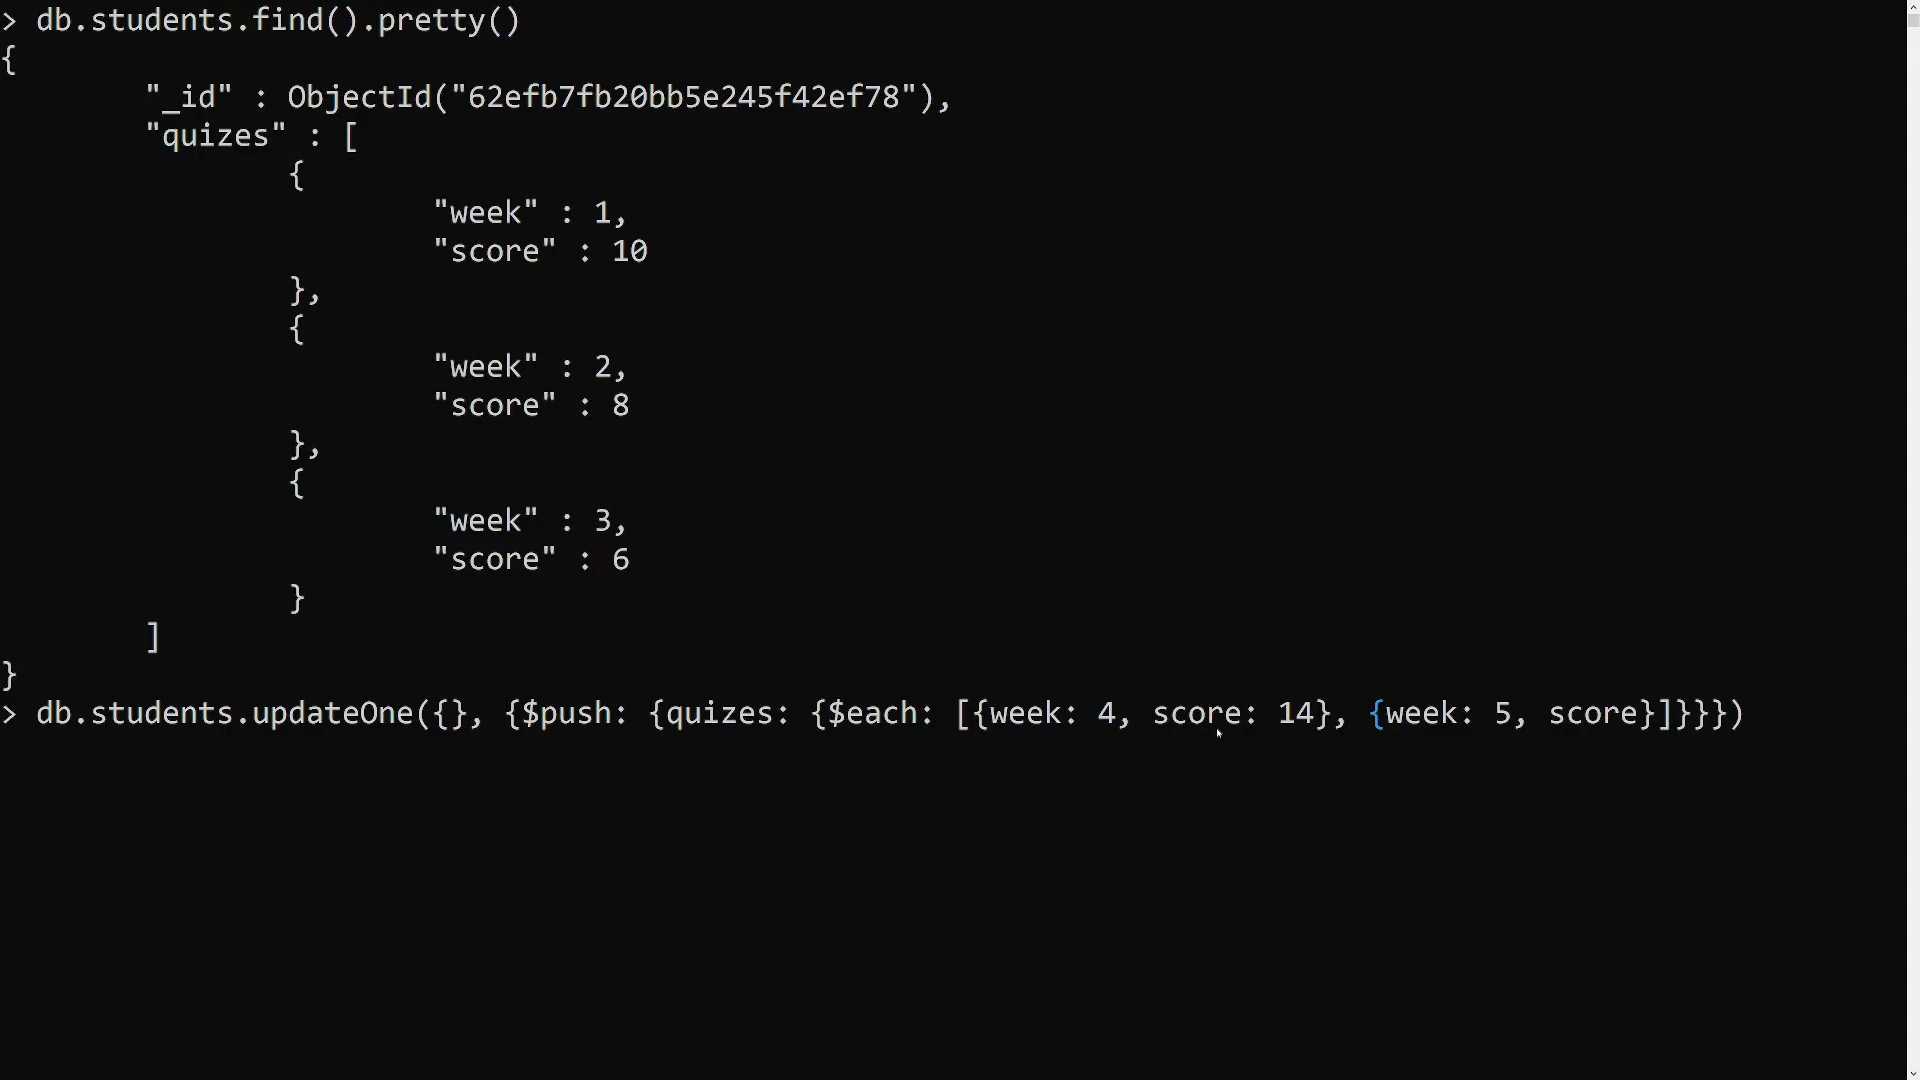 > db.students.find().pretty()
{
"_id" : ObjectId("62efb7fb20bb5e245f42ef78"),
"quizes" : [
{
"week" : 1,
"score" : 10
},
{
"week" : 2,
"score" : 8
},
{
"week" : 3,
"score" : 6
}
]
}
> db.students.updateOne({}, {$push: {quizes: {$each: [{week: 4, score: 14}, {week: 5, score}]}}})